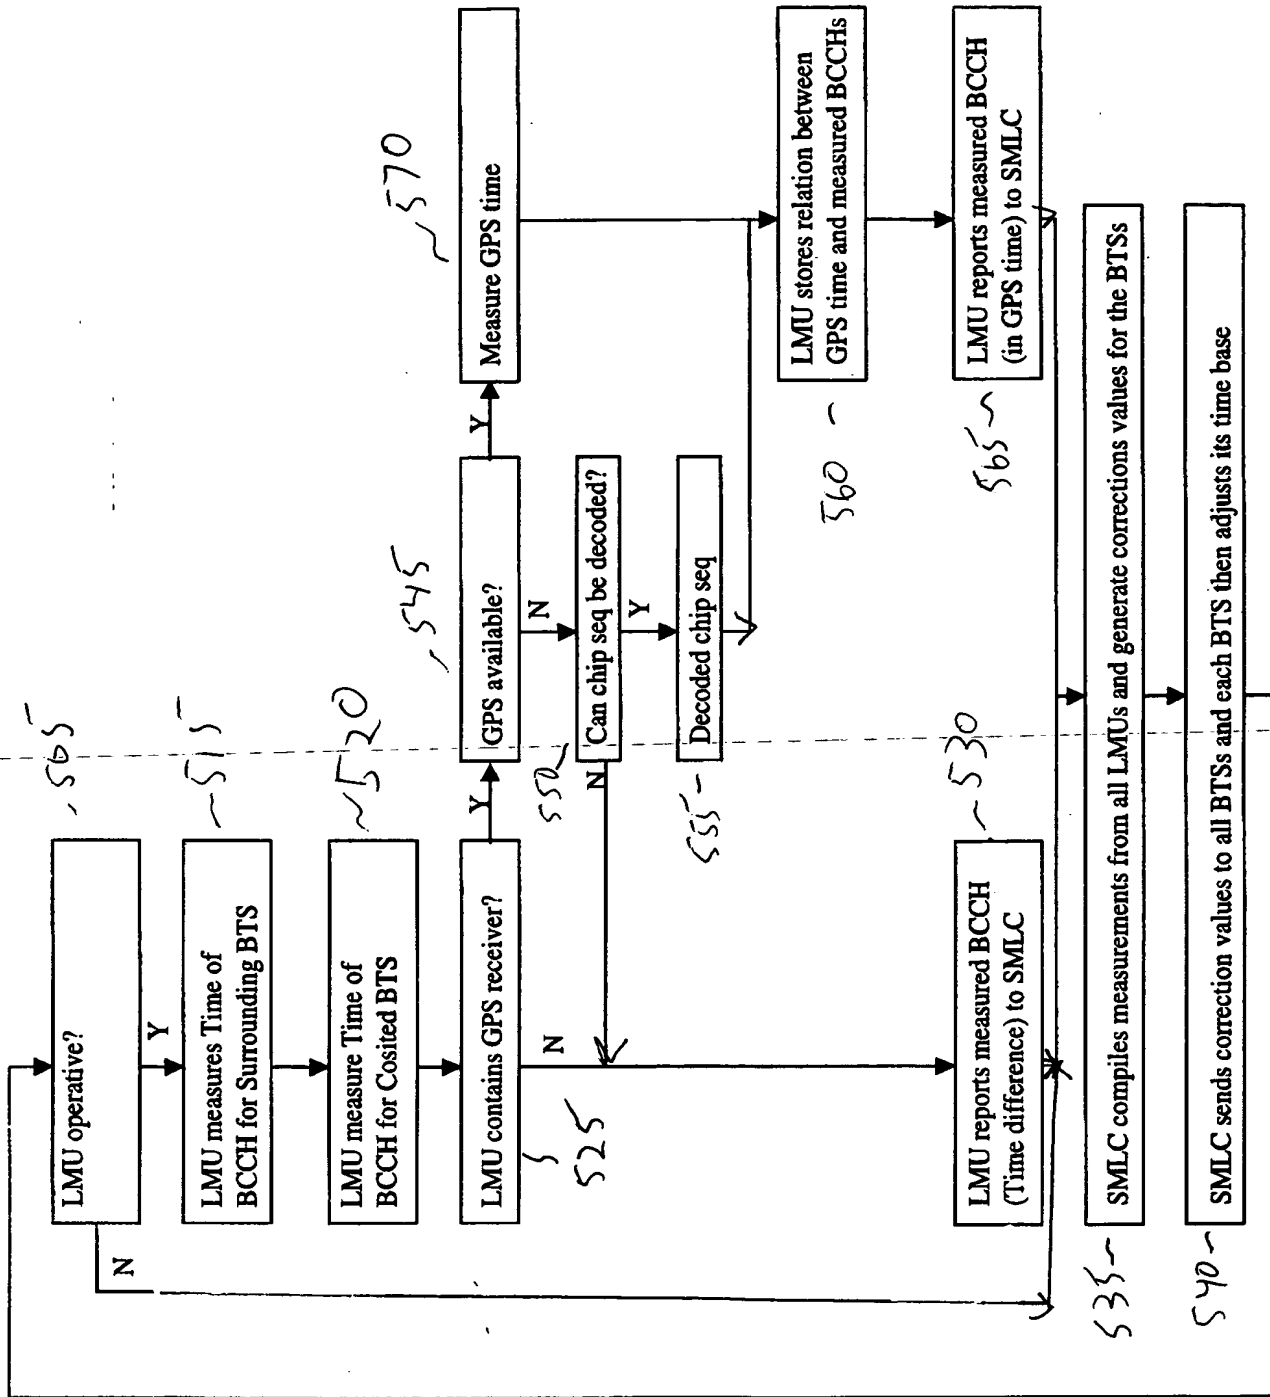 505
LMU operative?
N
Y
515
LMU measures Time of
BCCH for Surrounding BTS
520
LMU measure Time of
BCCH for Cosited BTS
LMU contains GPS receiver?
525
Y
N
545
GPS available?
Y
N
570
Measure GPS time
550
Can chip seq be decoded?
N
Y
555
Decoded chip seq
560
LMU stores relation between
GPS time and measured BCCHs
565
LMU reports measured BCCH
(in GPS time) to SMLC
530
LMU reports measured BCCH
(Time difference) to SMLC
535
SMLC compiles measurements from all LMUs and generate corrections values for the BTSs
540
SMLC sends correction values to all BTSs and each BTS then adjusts its time base